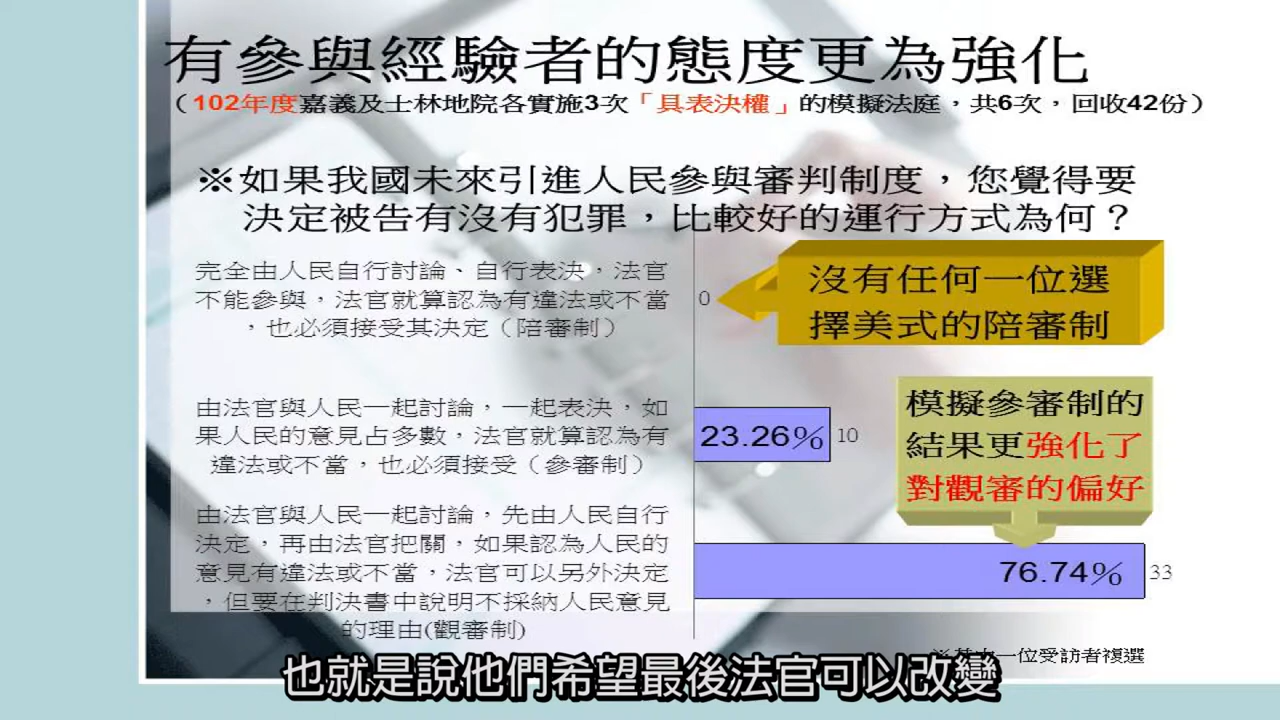 有參與經驗者的態度更為強化
（102年度嘉義及士林地院各實施3次「具表決權」的模擬法庭，共6次，回收42份）
※如果我國未來引進人民參與審判制度，您覺得要
決定被告有沒有犯罪，比較好的運行方式為何？
完全由人民自行討論、自行表決，法官
不能參與，法官就算認為有違法或不當
，也必須接受其決定（陪審制）
0
沒有任何一位選
擇美式的陪審制
由法官與人民一起討論，一起表決，如
果人民的意見占多數，法官就算認為有
違法或不當，也必須接受（參審制）
23.26%
10
模擬參審制的
結果更強化了
對觀審的偏好
由法官與人民一起討論，先由人民自行
決定，再由法官把關，如果認為人民的
意見有違法或不當，法官可以另外決定
，但要在判決書中說明不採納人民意見
的理由(觀審制)
76.74%
33
※其中一位受訪者複選
也就是說他們希望最後法官可以改變